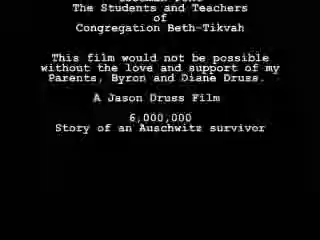 The Students and Teachers
of
Congregation Beth-Tikvah
This film would not be possible
without the love and support of my
Parents, Byron and Diane Druss.
A Jason Druss Film
6,000,000
Story of an Auschwitz survivor